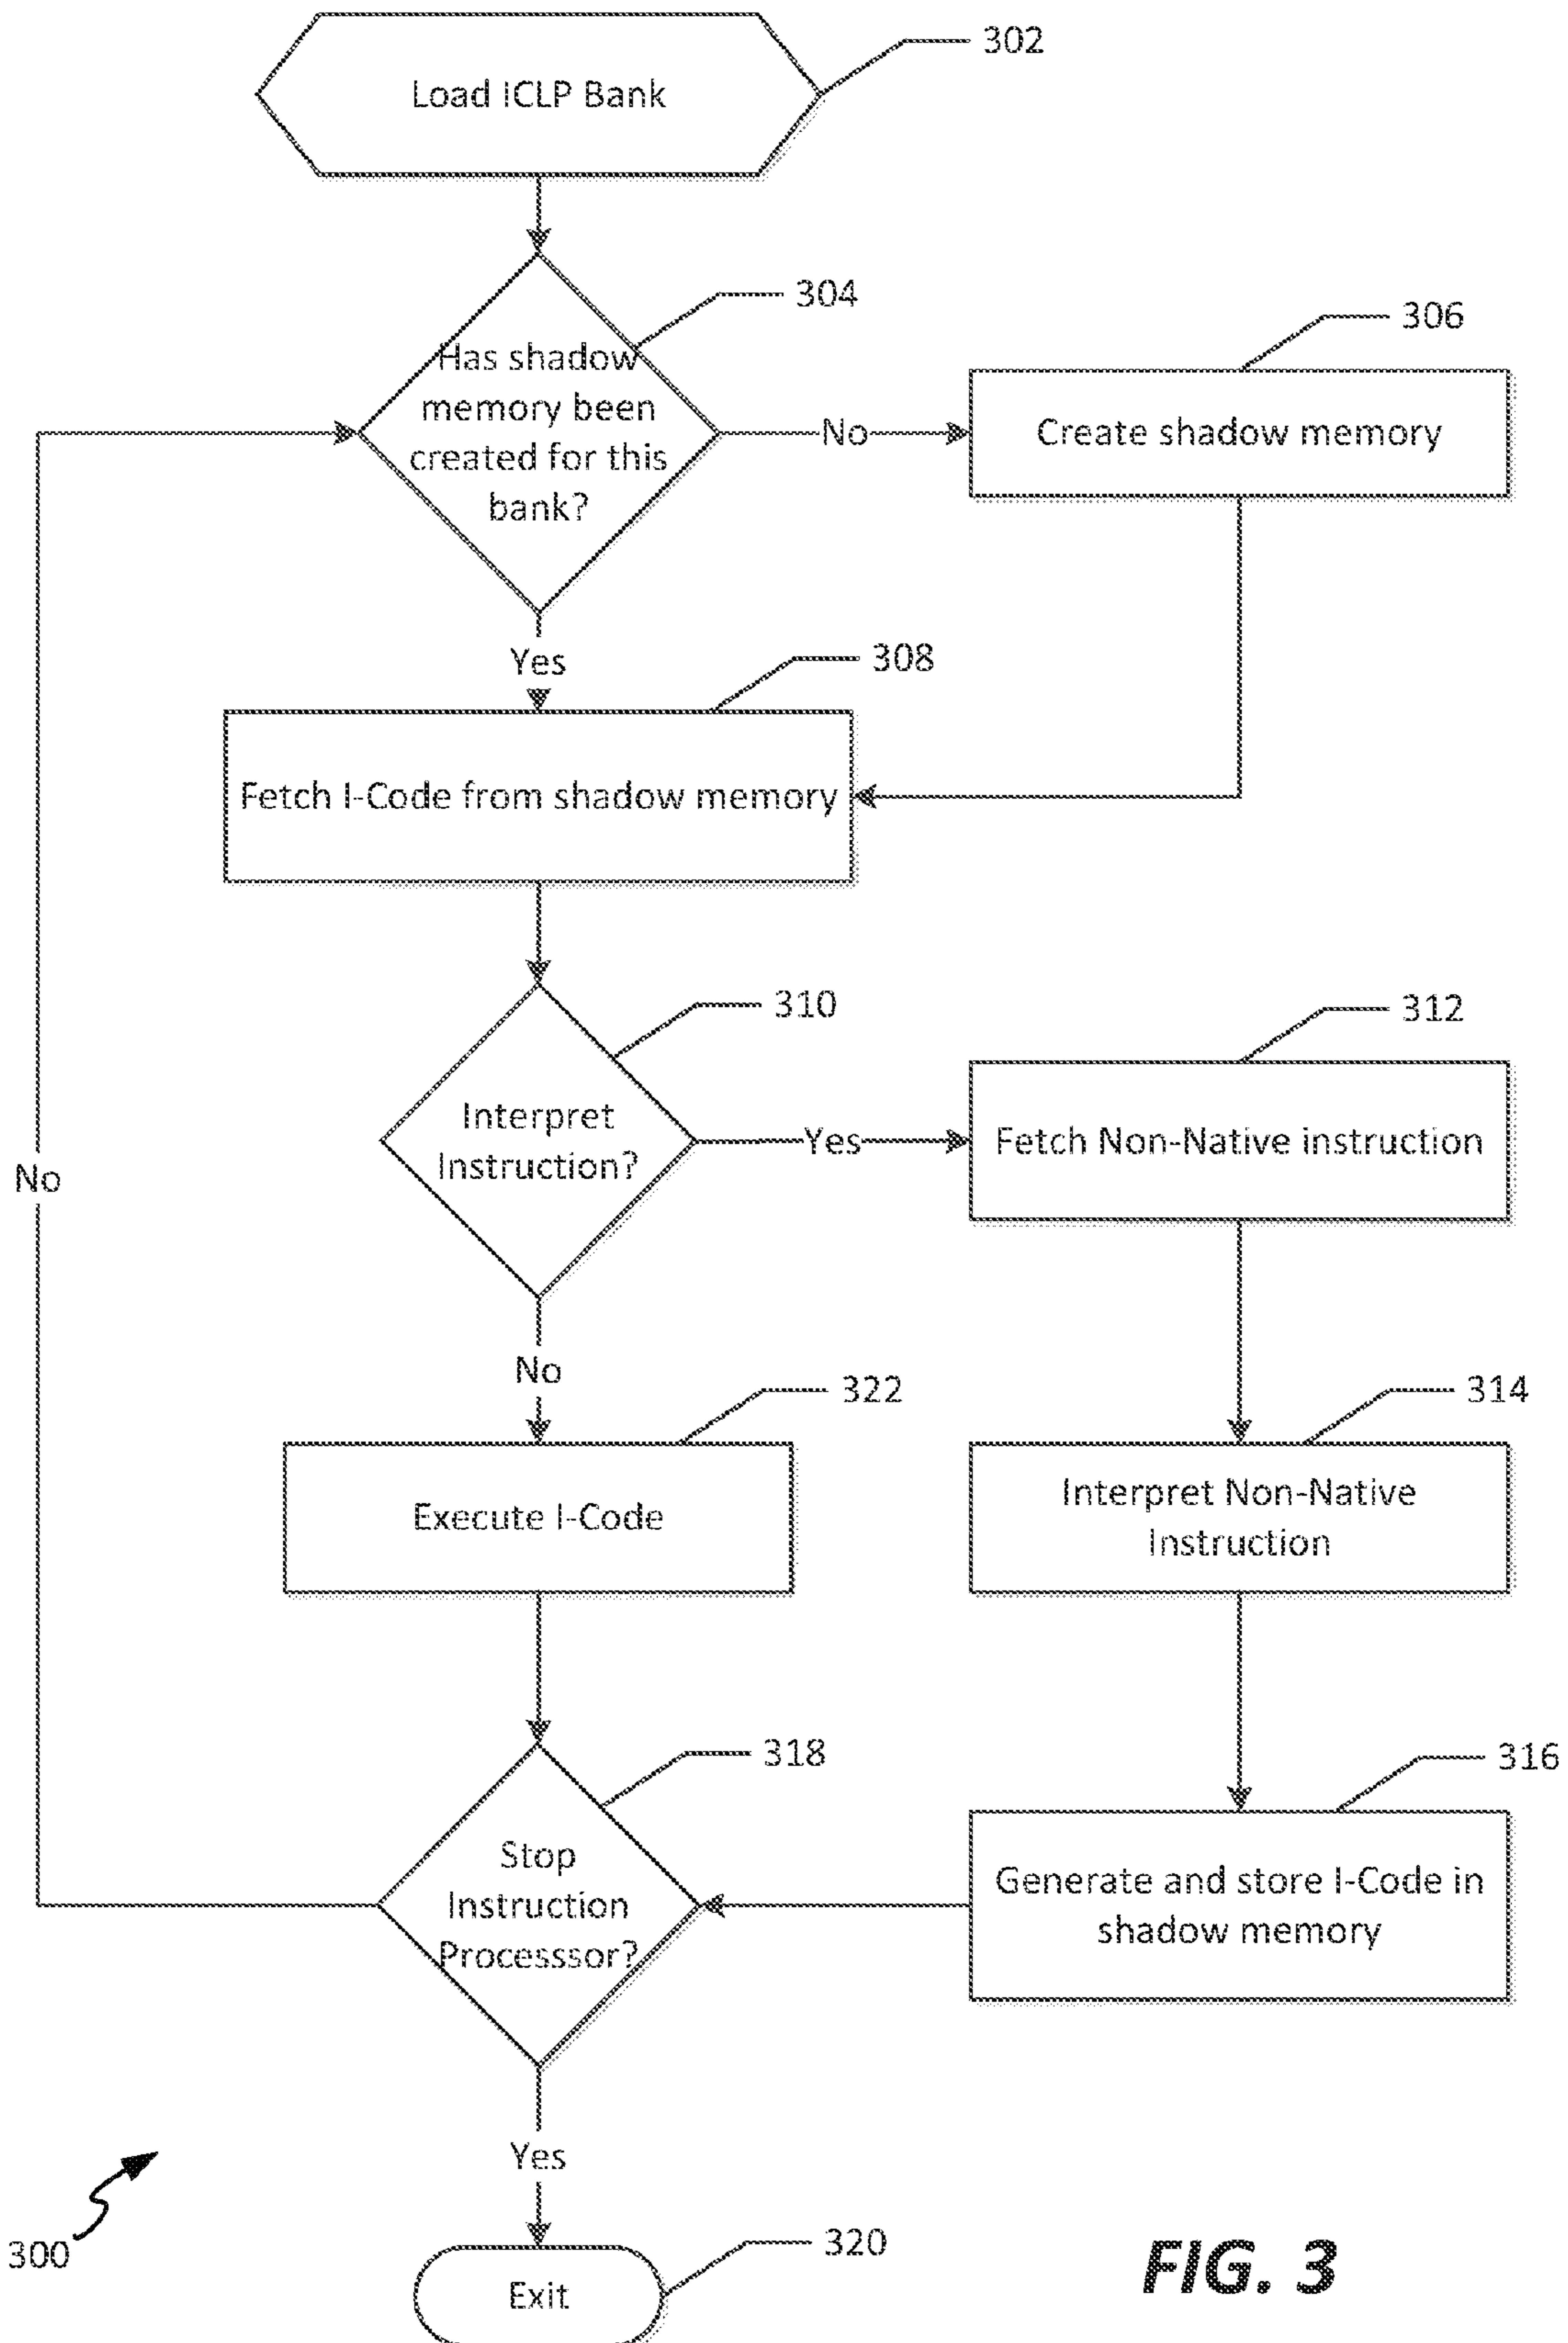 Load ICLP Bank
302
304
Has shadow
memory been
created for this
bank?
No
306
Create shadow memory
Yes
308
Fetch I-Code from shadow memory
310
Interpret
Instruction?
Yes
312
Fetch Non-Native instruction
No
No
322
Execute I-Code
314
Interpret Non-Native
Instruction
318
Stop
Instruction
Processsor?
316
Generate and store I-Code in
shadow memory
Yes
300
320
Exit
FIG. 3